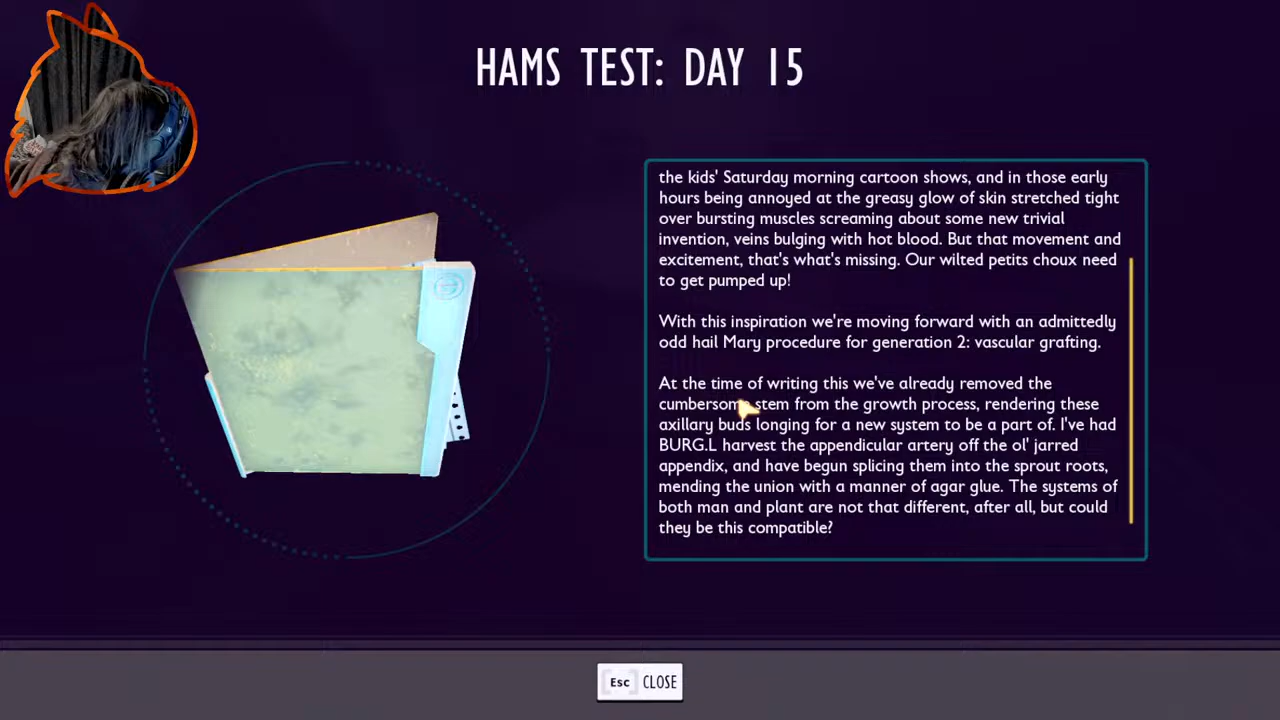 HAMS TEST: DAY 15
the kids' Saturday morning cartoon shows, and in those early
hours being annoyed at the greasy glow of skin stretched tight
over bursting muscles screaming about some new trivial
invention, veins bulging with hot blood. But that movement and
excitement, that's what's missing. Our wilted petits choux need
to get pumped up!
With this inspiration we're moving forward with an admittedly
odd hail Mary procedure for generation 2: vascular grafting.
At the time of writing this we've already removed the
cumbersome stem from the growth process, rendering these
axillary buds longing for a new system to be a part of. I've had
BURG.L harvest the appendicular artery off the ol' jarred
appendix, and have begun splicing them into the sprout roots,
mending the union with a manner of agar glue. The systems of
both man and plant are not that different, after all, but could
they be this compatible?
Esc CLOSE